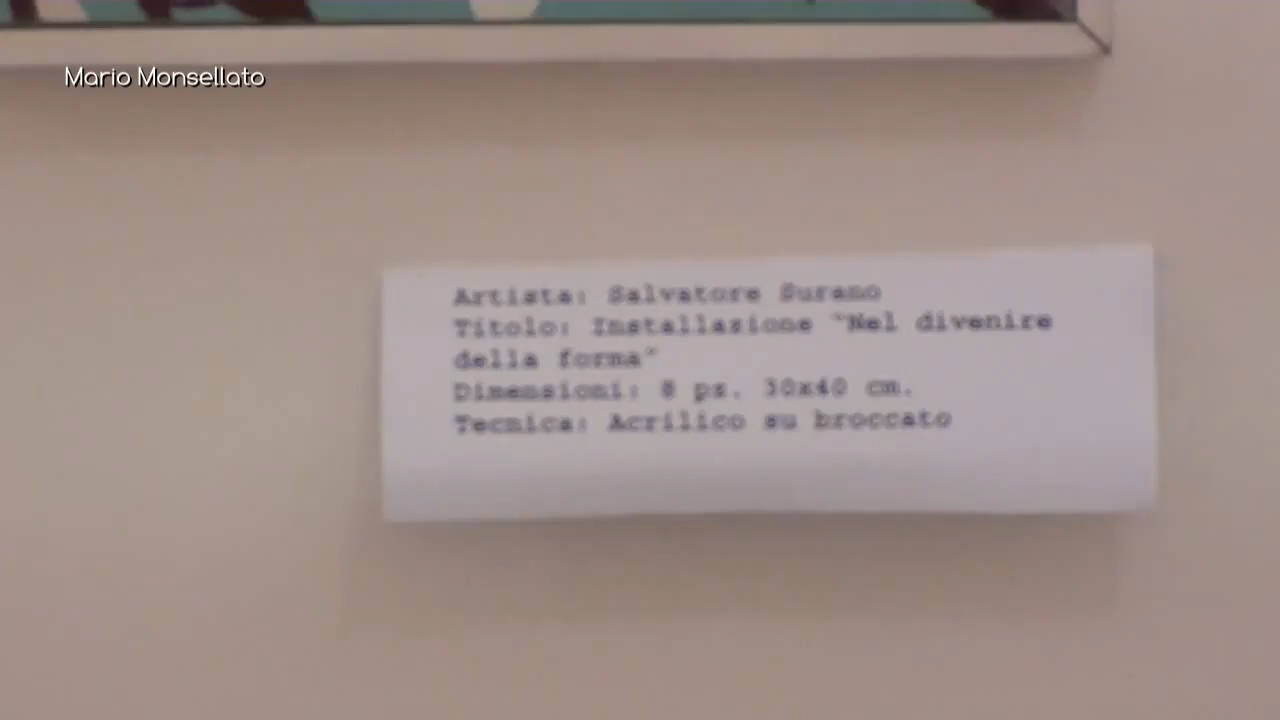 Mario Monsellato
Artista: Salvatore Surano
Titolo: Installazione "Nel divenire
della forma"
Dimensioni: 8 pz. 30x40 cm.
Tecnica: Acrilico su broccato